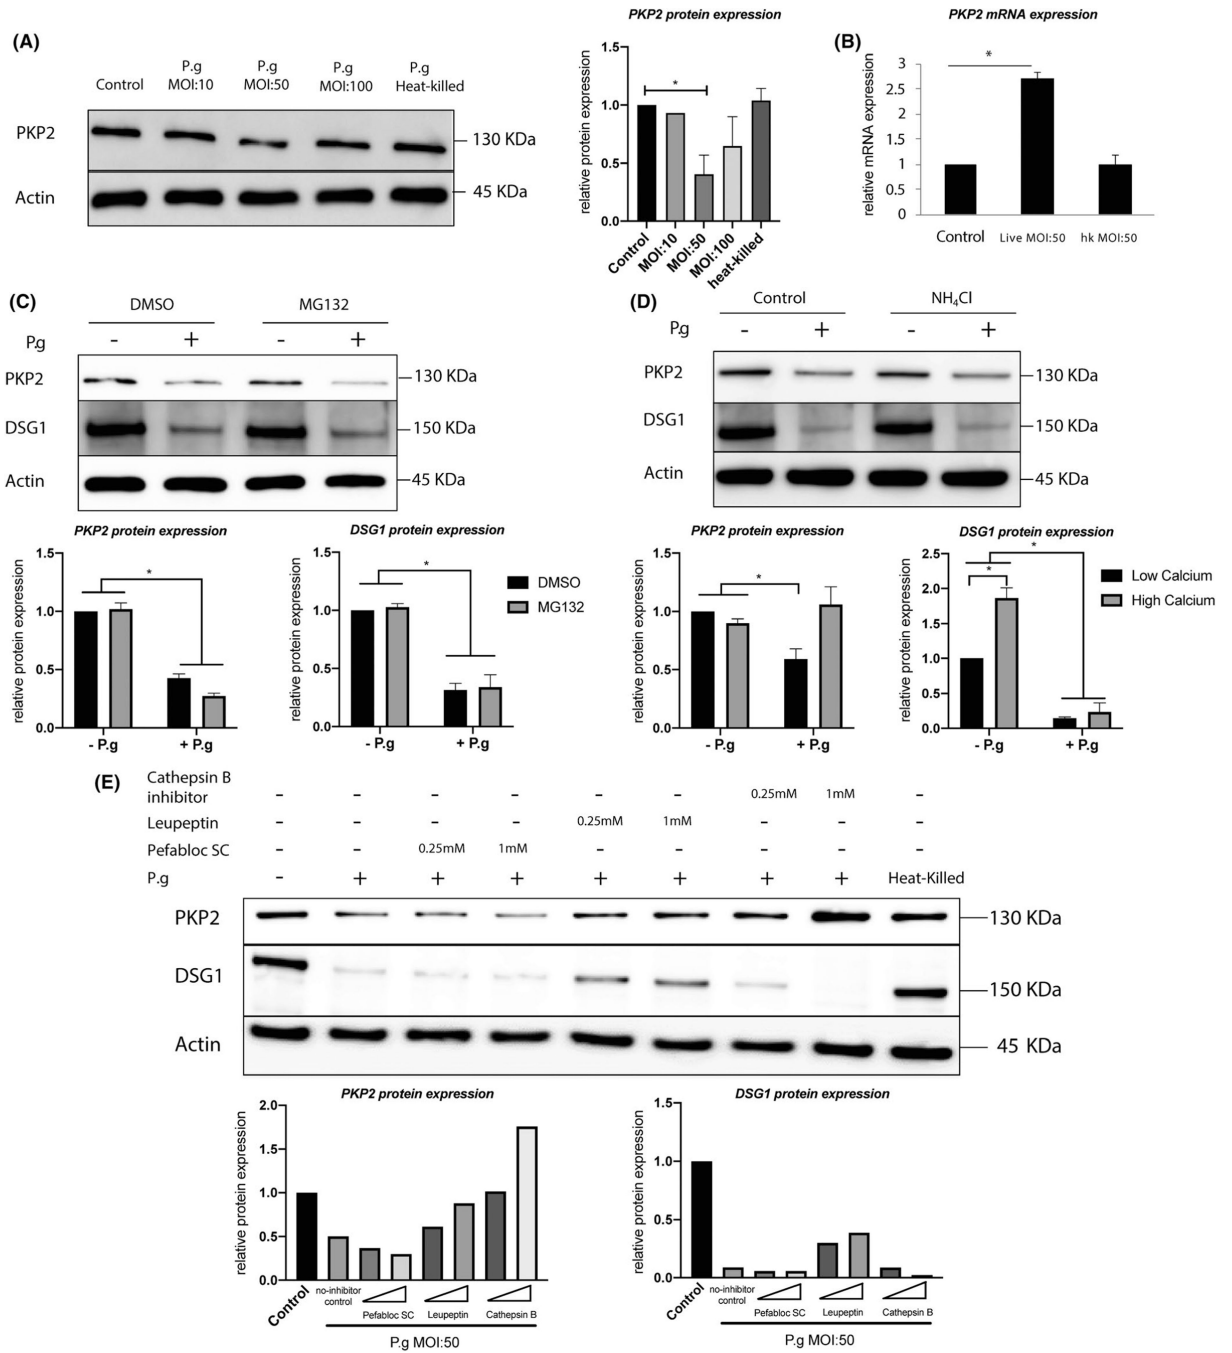 (A)
Control
P.g
MOI:10
P.g
MOI:50
P.g
MOI:100
P.g
Heat-killed
PKP2
130 KDa
Actin
45 KDa
PKP2 protein expression
relative protein expression
1.5
1.0
0.5
0.0
*
Control
MOI:10
MOI:50
MOI:100
heat-killed
(B)
PKP2 mRNA expression
relative mRNA expression
3
2.5
2
1.5
1
0.5
0
*
Control
Live MOI:50
hk MOI:50
(C)
DMSO MG132
P.g - + - +
PKP2
130 KDa
DSG1
150 KDa
Actin
45 KDa
PKP2 protein expression
relative protein expression
1.5
1.0
0.5
0.0
*
- P.g + P.g
DSG1 protein expression
relative protein expression
1.5
1.0
0.5
0.0
*
- P.g + P.g
DMSO
MG132
(D)
Control NH₄Cl
P.g - + - +
PKP2
130 KDa
DSG1
150 KDa
Actin
45 KDa
PKP2 protein expression
relative protein expression
1.5
1.0
0.5
0.0
*
- P.g + P.g
DSG1 protein expression
relative protein expression
2.5
2.0
1.5
1.0
0.5
0.0
*
*
- P.g + P.g
Low Calcium
High Calcium
(E)
Cathepsin B
inhibitor - - - - - - 0.25mM 1mM -
Leupeptin - - - - 0.25mM 1mM - - -
Pefabloc SC - - 0.25mM 1mM - - - - -
P.g - + + + + + + + Heat-Killed
PKP2
130 KDa
DSG1
150 KDa
Actin
45 KDa
PKP2 protein expression
relative protein expression
2.0
1.5
1.0
0.5
0.0
Control
no-inhibitor
control
Pefabloc SC
Leupeptin
Cathepsin B
P.g MOI:50
DSG1 protein expression
relative protein expression
1.5
1.0
0.5
0.0
Control
no-inhibitor
control
Pefabloc SC
Leupeptin
Cathepsin B
P.g MOI:50